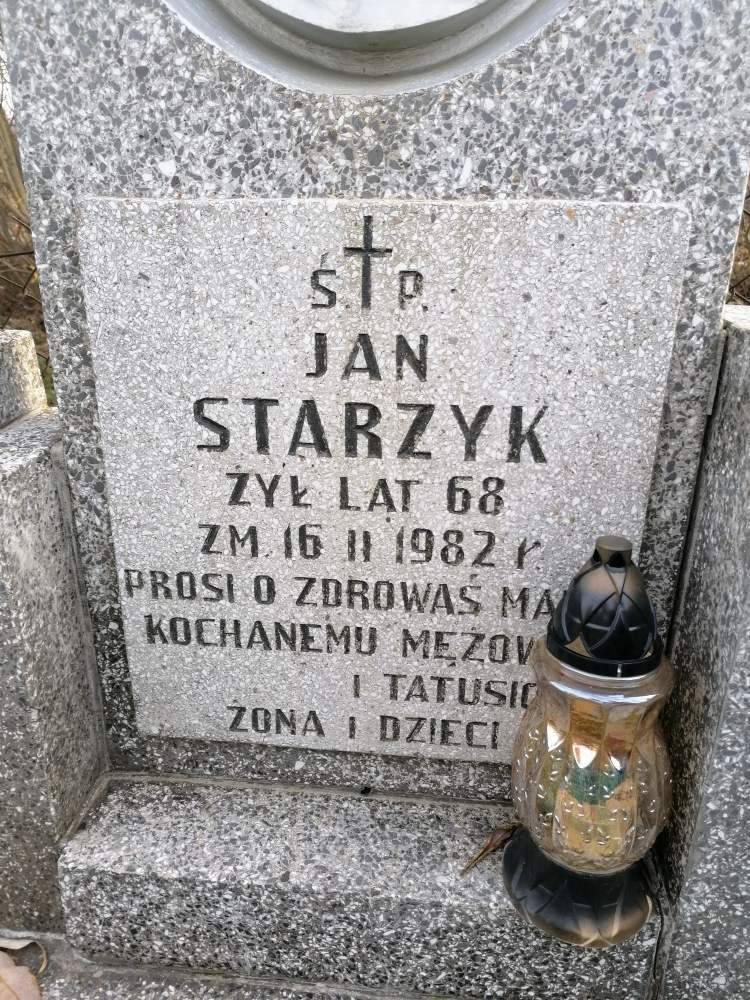 Ś. P.
JAN
STARZYK
ŻYŁ LAT 68
ZM. 16 II 1982 r.
PROSI O ZDROWAŚ
KOCHANEMU
I
ŻONA I DZIECI